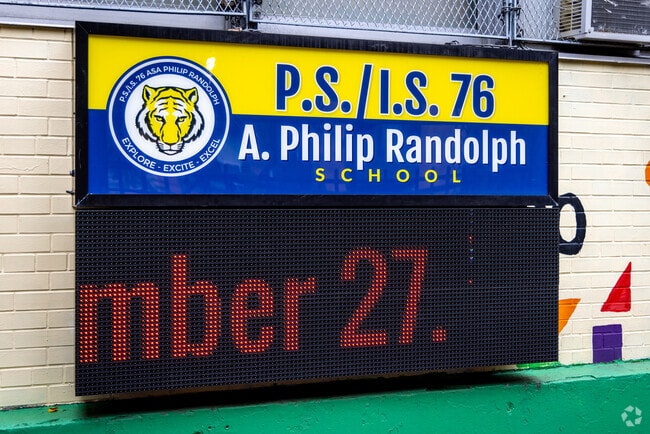 P.S./I.S. 76 ASA PHILIP RANDOLPH
EXPLORE - EXCITE - EXCEL
P.S./I.S. 76
A. Philip Randolph
SCHOOL
mber 27.